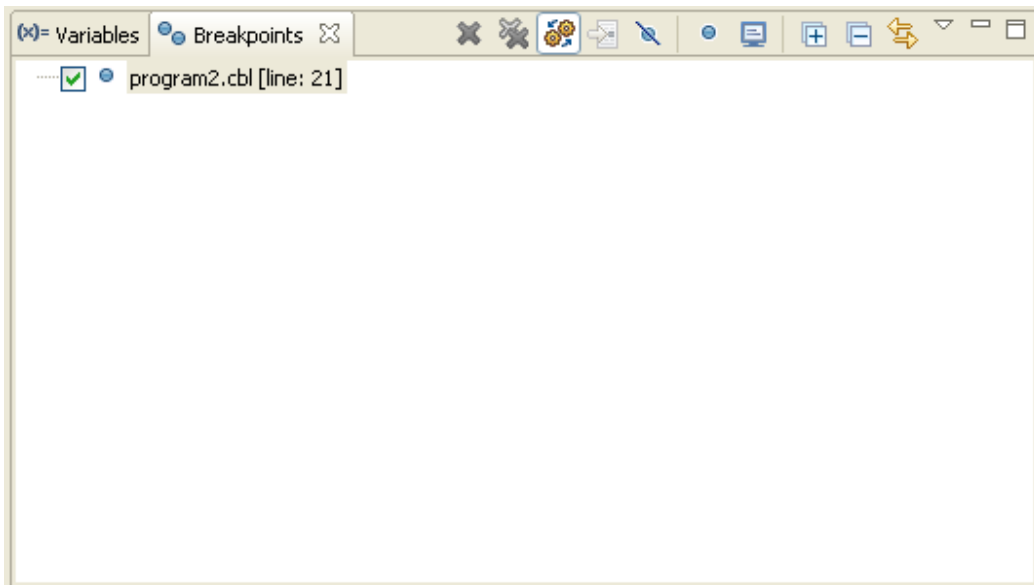 (x)= Variables Breakpoints
program2.cbl [line: 21]